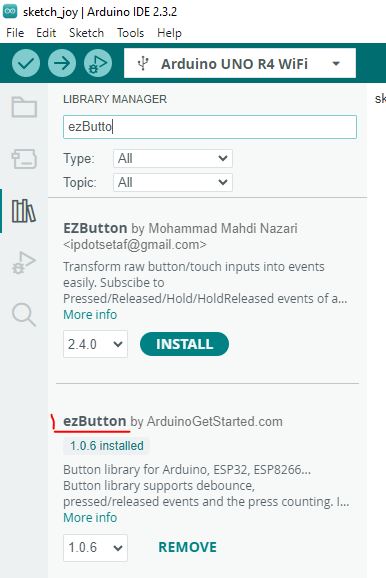 sketch_joy | Arduino IDE 2.3.2
File Edit Sketch Tools Help
Arduino UNO R4 WiFi
LIBRARY MANAGER
sk
ezButto
Type: All
Topic: All
EZButton by Mohammad Mahdi Nazari
<ipdotsetaf@gmail.com>
Transform raw button/touch inputs into events
easily. Subscibe to
Pressed/Released/Hold/HoldReleased events of a...
More info
2.4.0 INSTALL
ezButton by ArduinoGetStarted.com
1.0.6 installed
Button library for Arduino, ESP32, ESP8266...
Button library supports debounce,
pressed/released events and the press counting. I...
More info
1.0.6 REMOVE